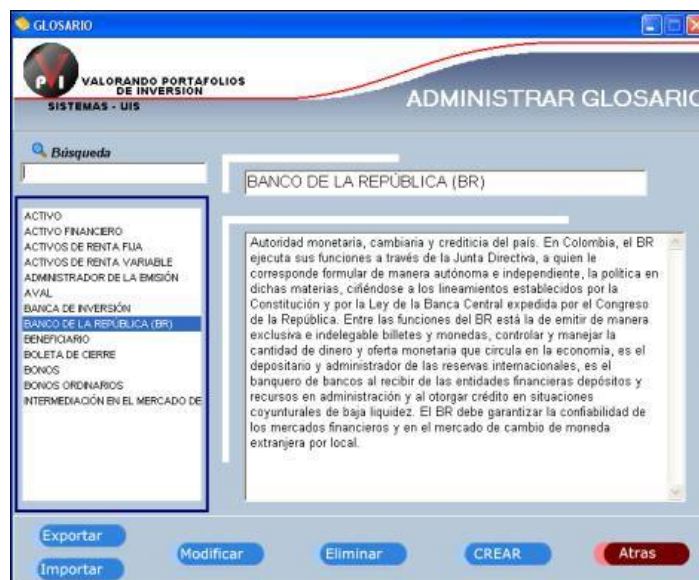 GLOSARIO
PVI
VALORANDO PORTAFOLIOS
DE INVERSION
SISTEMAS - UIS
ADMINISTRAR GLOSARIO
Búsqueda
BANCO DE LA REPÚBLICA (BR)
ACTIVO
ACTIVO FINANCIERO
ACTIVOS DE RENTA FIJA
ACTIVOS DE RENTA VARIABLE
ADMINISTRADOR DE LA EMISIÓN
AVAL
BANCA DE INVERSIÓN
BANCO DE LA REPÚBLICA (BR)
BENEFICIARIO
BOLETA DE CIERRE
BONOS
BONOS ORDINARIOS
INTERMEDIACIÓN EN EL MERCADO DE
Autoridad monetaria, cambiaria y crediticia del país. En Colombia, el BR
ejecuta sus funciones a través de la Junta Directiva, a quien le
corresponde formular de manera autónoma e independiente, la política en
dichas materias, ciñéndose a los lineamientos establecidos por la
Constitución y por la Ley de la Banca Central expedida por el Congreso
de la República. Entre las funciones del BR está la de emitir de manera
exclusiva e indelegable billetes y monedas, controlar y manejar la
cantidad de dinero y oferta monetaria que circula en la economía, es el
depositario y administrador de las reservas internacionales, es el
banquero de bancos al recibir de las entidades financieras depósitos y
recursos en administración y al otorgar crédito en situaciones
coyunturales de baja liquidez. El BR debe garantizar la confiabilidad de
los mercados financieros y en el mercado de cambio de moneda
extranjera por local.
Exportar
Importar
Modificar
Eliminar
CREAR
Atras